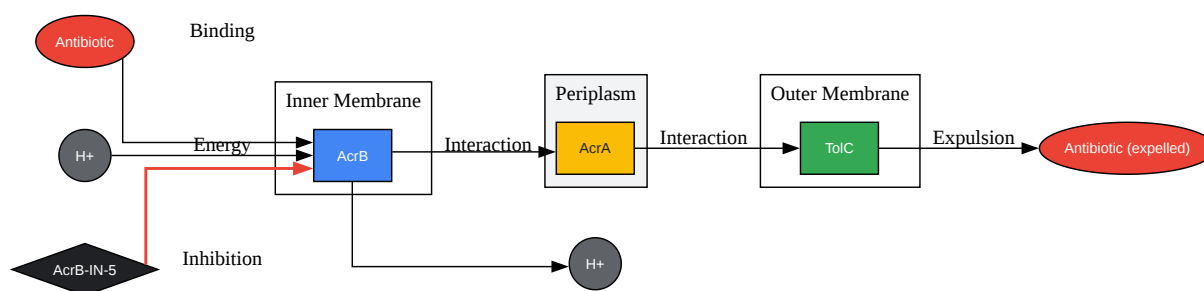 Antibiotic
Binding
Inner Membrane
Periplasm
Outer Membrane
H+
Energy
AcrB
Interaction
AcrA
Interaction
TolC
Expulsion
Antibiotic (expelled)
AcrB-IN-5
Inhibition
H+